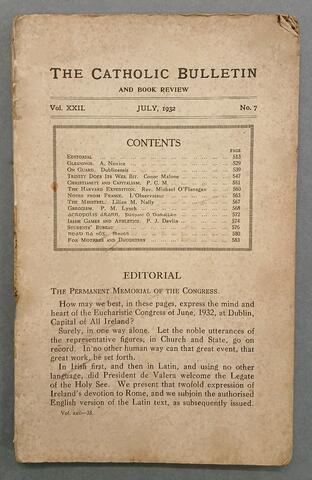 THE CATHOLIC BULLETIN
AND BOOK REVIEW
Vol. XXII. JULY, 1932 No. 7
CONTENTS
PAGE
EDITORIAL 513
GLEANINGS. A. Novice 529
ON GUARD. Dubliniensis 539
TRINITY DOES ITS WEE BIT. Conor Malone 547
CHRISTIANITY AND CAPITALISM. P. C. M. 551
THE HARVARD EXPEDITION. Rev. Michael O'Flanagan 560
NOTES FROM FRANCE. L'Observateur 563
THE MINSTREL. Lilian M. Nally 567
GREGORIAN. P. M. Lynch 568
572
IRISH GAMES AND ATHLETICS. P. J. Devlin 574
STUDENTS' BUREAU 576
580
FOR MOTHERS AND DAUGHTERS 583
EDITORIAL
THE PERMANENT MEMORIAL OF THE CONGRESS.
How may we best, in these pages, express the mind and
heart of the Eucharistic Congress of June, 1932, at Dublin,
Capital of All Ireland?
Surely, in one way alone. Let the noble utterances of
the representative figures, in Church and State, go on
record. In no other human way can that great event, that
great work, be set forth.
In Irish first, and then in Latin, and using no other
language, did President de Valera welcome the Legate
of the Holy See. We present that twofold expression of
Ireland's devotion to Rome, and we subjoin the authorised
English version of the Latin text, as subsequently issued.
Vol. xxii—33.